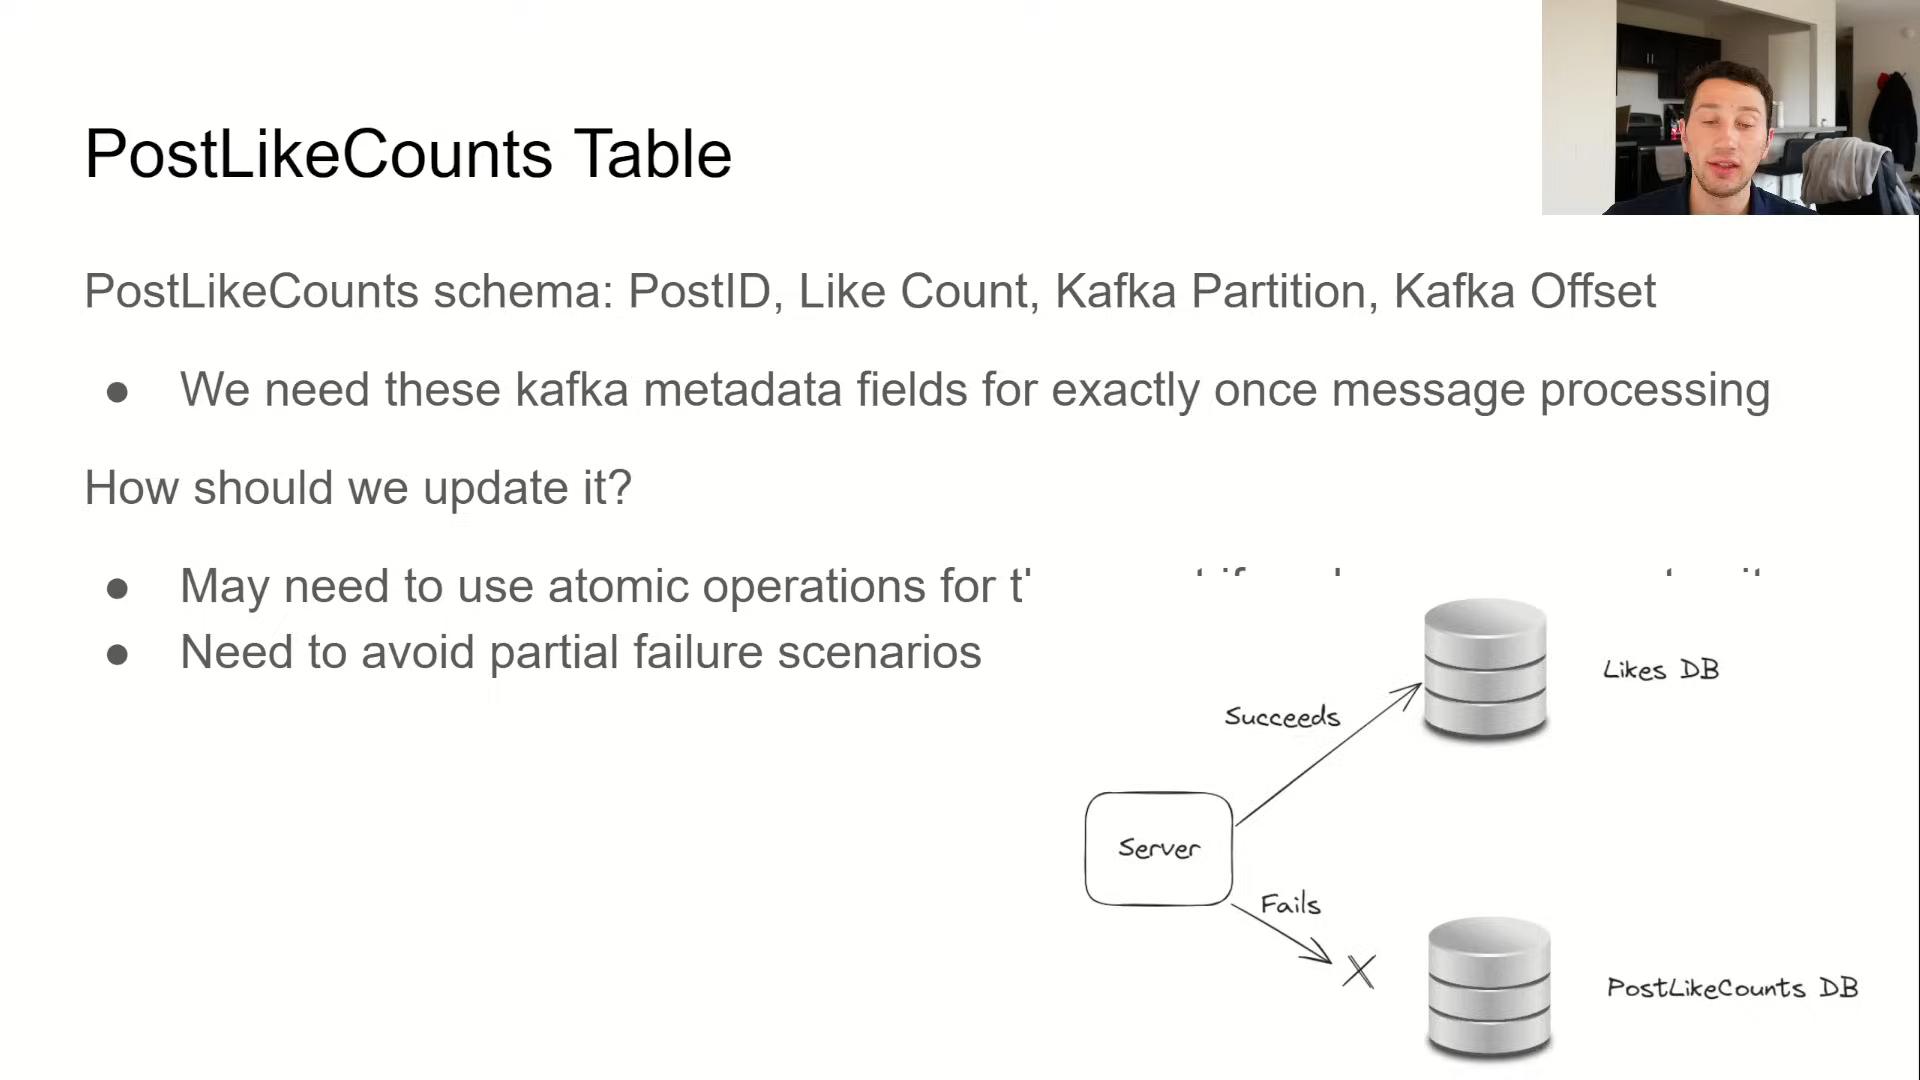 PostLikeCounts Table
PostLikeCounts schema: PostID, Like Count, Kafka Partition, Kafka Offset
● We need these kafka metadata fields for exactly once message processing
How should we update it?
● May need to use atomic operations for
● Need to avoid partial failure scenarios
Likes DB
Succeeds
Server
Fails
PostLikeCounts DB